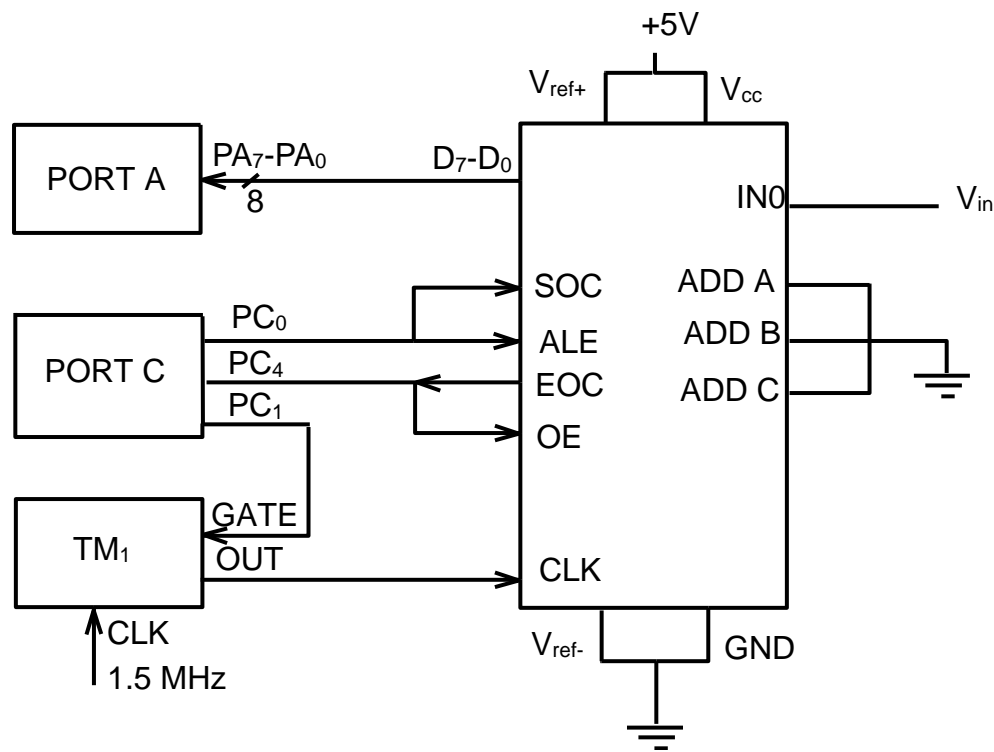 +5V
Vref+
Vcc
PORT A
PA7-PA0
8
D7-D0
IN0
Vin
SOC
ADD A
PORT C
PC0
ALE
ADD B
PC4
EOC
ADD C
PC1
OE
TM1
GATE
OUT
CLK
CLK
1.5 MHz
Vref-
GND